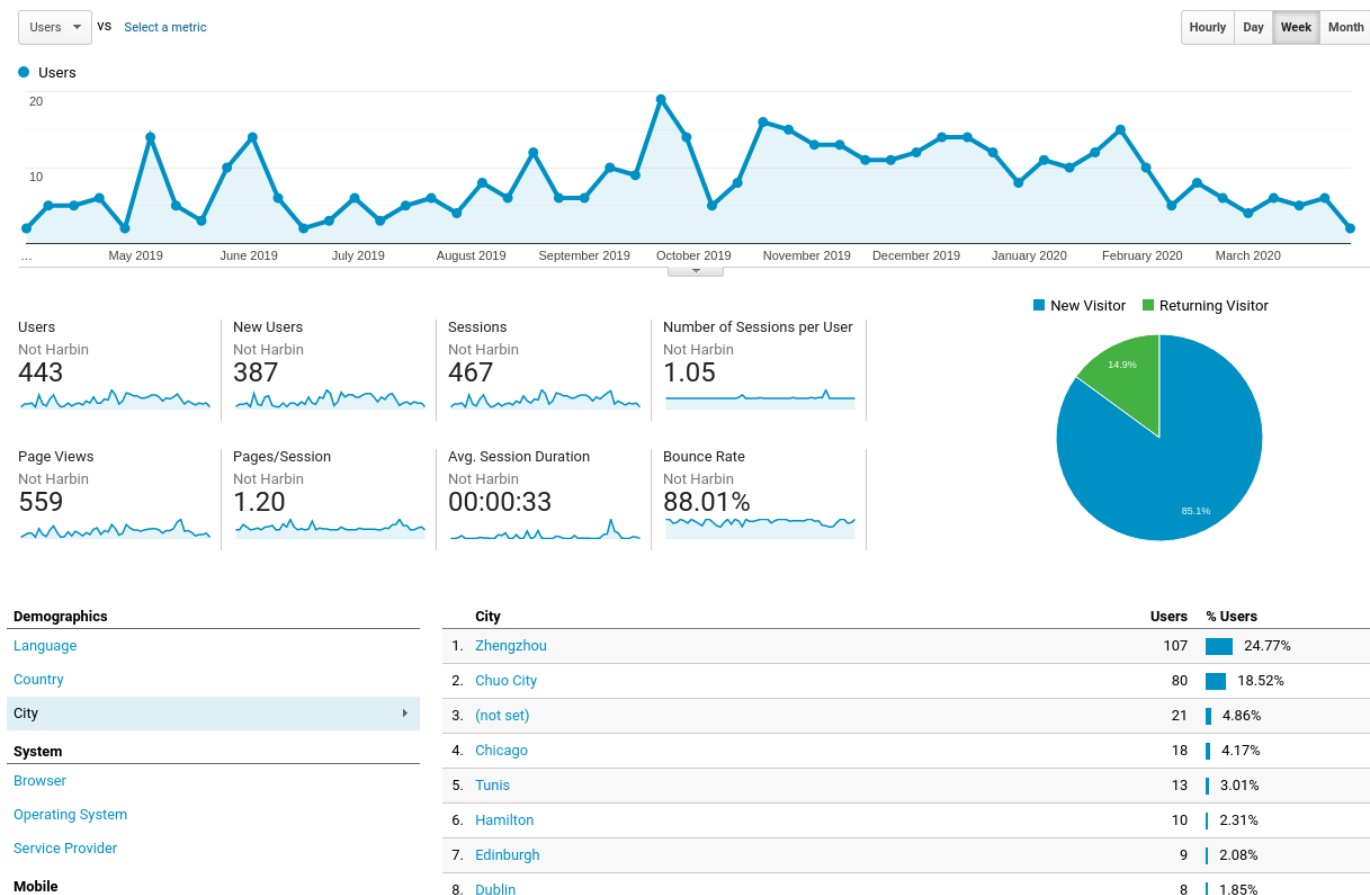 Users VS Select a metric Hourly Day Week Month
Users
20
10
... May 2019 June 2019 July 2019 August 2019 September 2019 October 2019 November 2019 December 2019 January 2020 February 2020 March 2020
New Visitor Returning Visitor
Users New Users Sessions Number of Sessions per User
Not Harbin Not Harbin Not Harbin Not Harbin
443 387 467 1.05
14.9%
Page Views Pages/Session Avg. Session Duration Bounce Rate
Not Harbin Not Harbin Not Harbin Not Harbin
559 1.20 00:00:33 88.01%
85.1%
Demographics
Language
Country
City
System
Browser
Operating System
Service Provider
Mobile
City Users % Users
1. Zhengzhou 107 24.77%
2. Chuo City 80 18.52%
3. (not set) 21 4.86%
4. Chicago 18 4.17%
5. Tunis 13 3.01%
6. Hamilton 10 2.31%
7. Edinburgh 9 2.08%
8. Dublin 8 1.85%